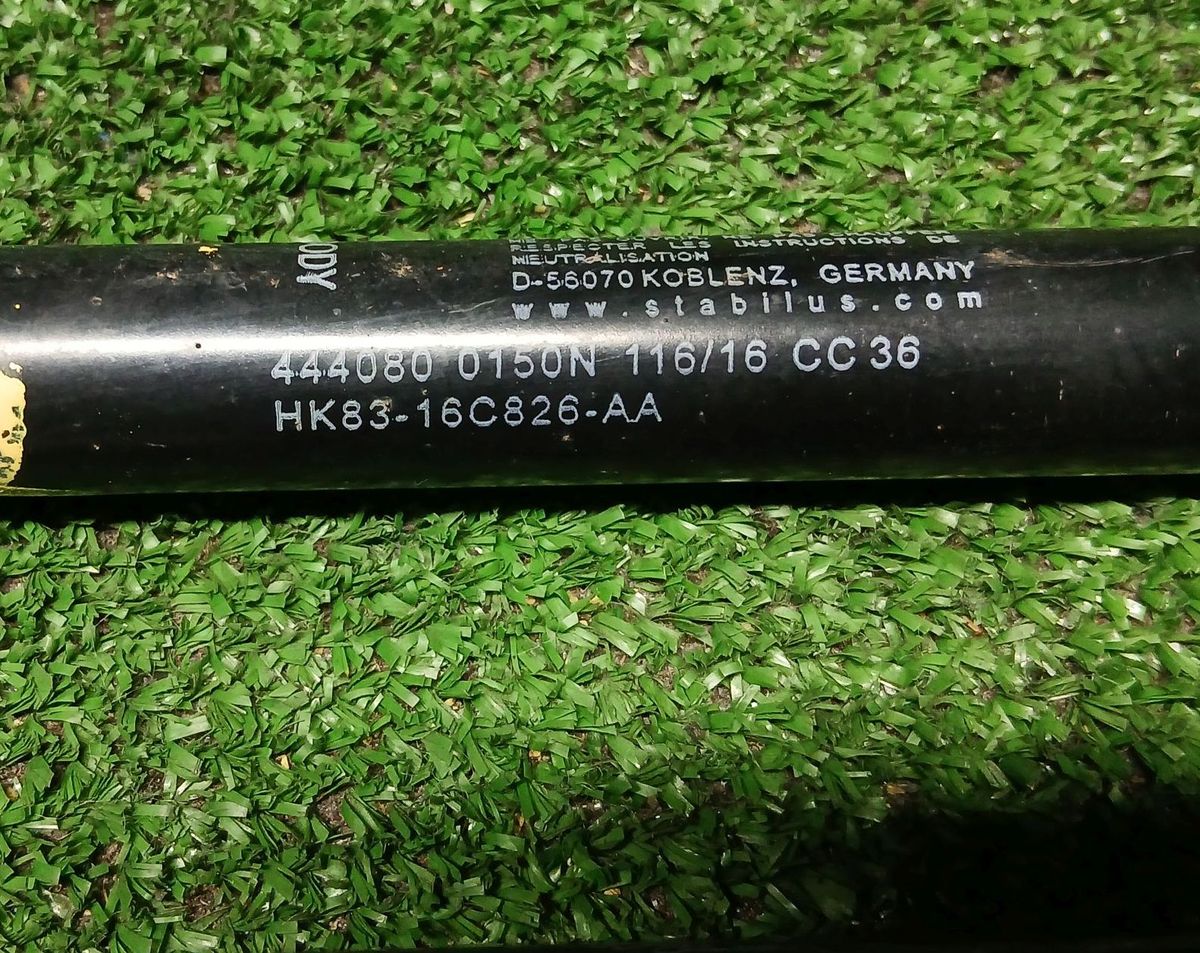 RESPECTER LES INSTRUCTIONS DE
NEUTRALISATION
D-56070 KOBLENZ, GERMANY
www.stabilus.com
444080 0150N 116/16 CC 36
HK83-16C826-AA